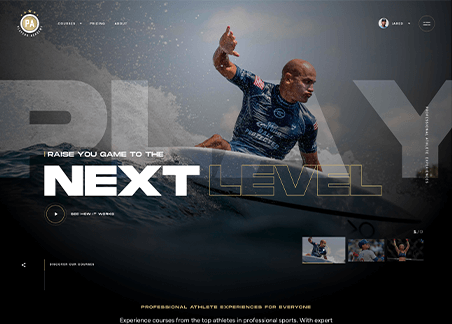 PA
COURSES
PRICING
ABOUT
JAMES
PLAY
RAISE YOU GAME TO THE
NEXT LEVEL
SEE HOW IT WORKS
PROFESSIONAL ATHLETE EXPERIENCES
DISCOVER OUR COURSES
PROFESSIONAL ATHLETE EXPERIENCES FOR EVERYONE
Experience courses from the top athletes in professional sports. With expert